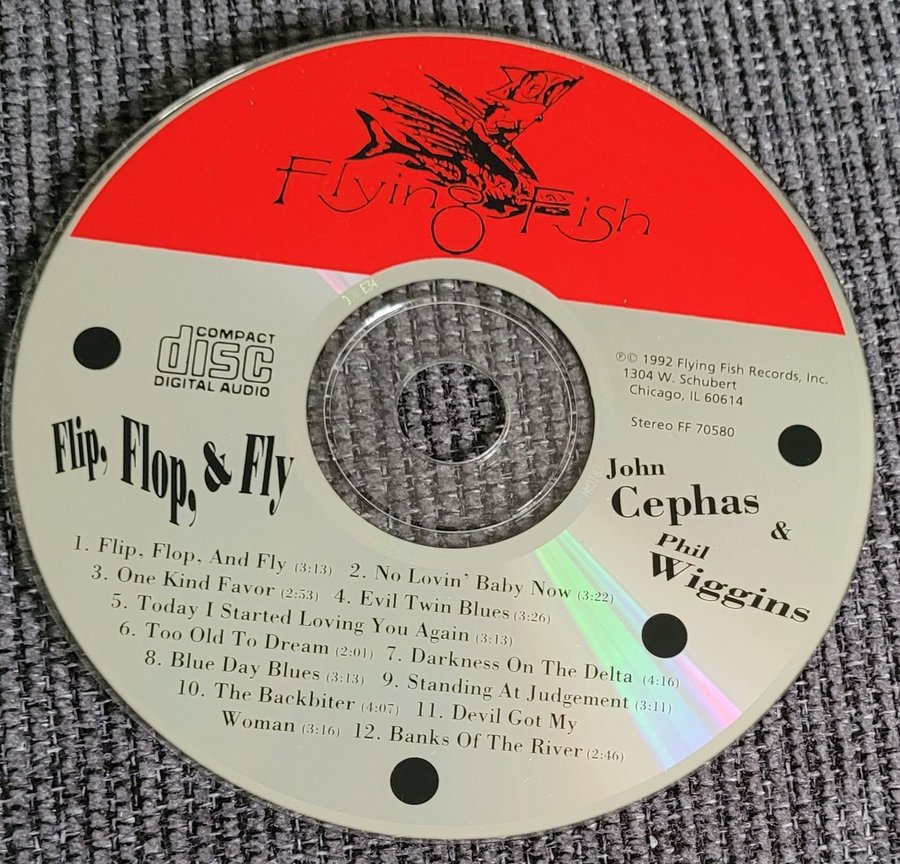 Flying Fish
COMPACT
disc
DIGITAL AUDIO
Flip, Flop, & Fly
℗© 1992 Flying Fish Records, Inc.
1304 W. Schubert
Chicago, IL 60614
Stereo FF 70580
John
Cephas
&
Phil
Wiggins
1. Flip, Flop, And Fly (3:13) 2. No Lovin' Baby Now (3:22)
3. One Kind Favor (2:53) 4. Evil Twin Blues (3:26)
5. Today I Started Loving You Again (3:13)
6. Too Old To Dream (2:01) 7. Darkness On The Delta (4:16)
8. Blue Day Blues (3:13) 9. Standing At Judgement (3:11)
10. The Backbiter (4:07) 11. Devil Got My
Woman (3:16) 12. Banks Of The River (2:46)